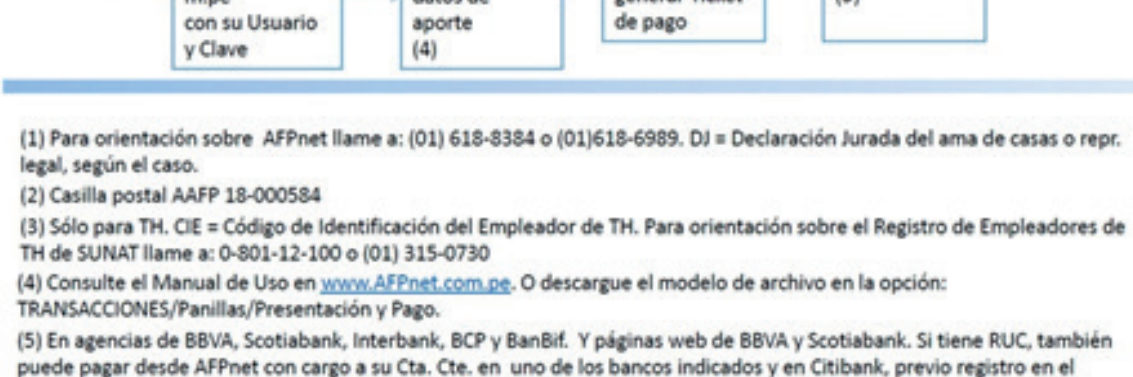 con su Usuario
y Clave
datos de
aporte
(4)
de pago
(1) Para orientación sobre AFPnet llame a: (01) 618-8384 o (01)618-6989. DJ = Declaración Jurada del ama de casas o repr.
legal, según el caso.
(2) Casilla postal AAFP 18-000584
(3) Sólo para TH. CIE = Código de Identificación del Empleador de TH. Para orientación sobre el Registro de Empleadores de
TH de SUNAT llame a: 0-801-12-100 o (01) 315-0730
(4) Consulte el Manual de Uso en www.AFPnet.com.pe. O descargue el modelo de archivo en la opción:
TRANSACCIONES/Panillas/Presentación y Pago.
(5) En agencias de BBVA, Scotiabank, Interbank, BCP y BanBif. Y páginas web de BBVA y Scotiabank. Si tiene RUC, también
puede pagar desde AFPnet con cargo a su Cta. Cte. en uno de los bancos indicados y en Citibank, previo registro en el